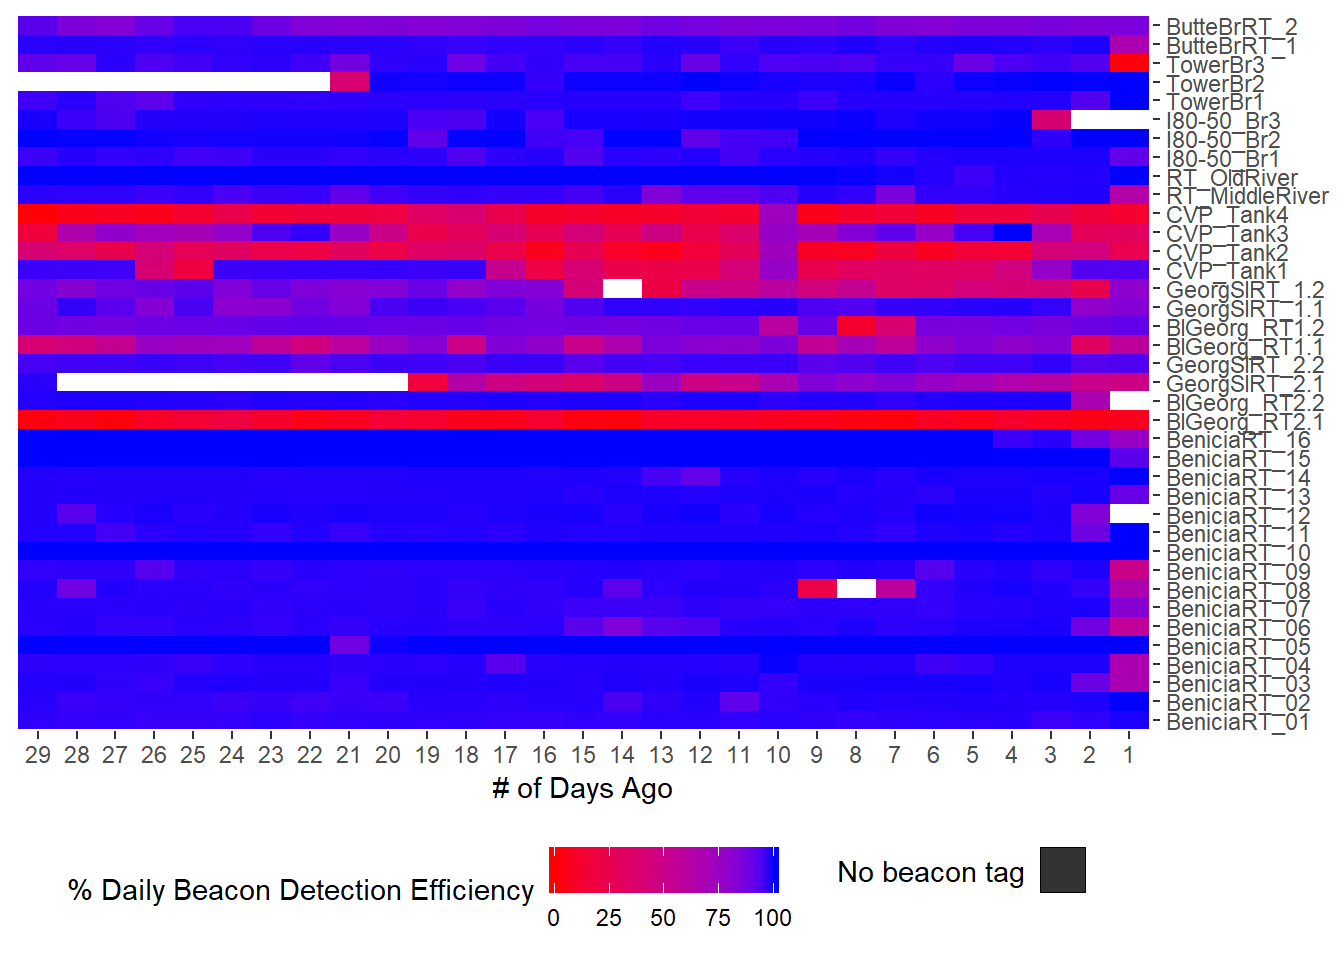 ButteBrRT_2
ButteBrRT_1
TowerBr3
TowerBr2
TowerBr1
I80-50_Br3
I80-50_Br2
I80-50_Br1
RT_OldRiver
RT_MiddleRiver
CVP_Tank4
CVP_Tank3
CVP_Tank2
CVP_Tank1
GeorgSlRT_1.2
GeorgSlRT_1.1
BlGeorg_RT1.2
BlGeorg_RT1.1
GeorgSlRT_2.2
GeorgSlRT_2.1
BlGeorg_RT2.2
BlGeorg_RT2.1
BeniciaRT_16
BeniciaRT_15
BeniciaRT_14
BeniciaRT_13
BeniciaRT_12
BeniciaRT_11
BeniciaRT_10
BeniciaRT_09
BeniciaRT_08
BeniciaRT_07
BeniciaRT_06
BeniciaRT_05
BeniciaRT_04
BeniciaRT_03
BeniciaRT_02
BeniciaRT_01
29 28 27 26 25 24 23 22 21 20 19 18 17 16 15 14 13 12 11 10 9 8 7 6 5 4 3 2 1
# of Days Ago
% Daily Beacon Detection Efficiency
0 25 50 75 100
No beacon tag